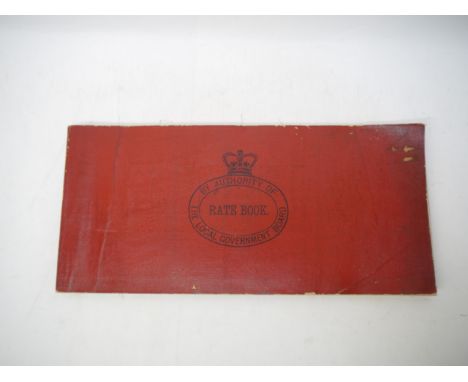 BY AUTHORITY OF
RATE BOOK.
THE LOCAL GOVERNMENT BOARD